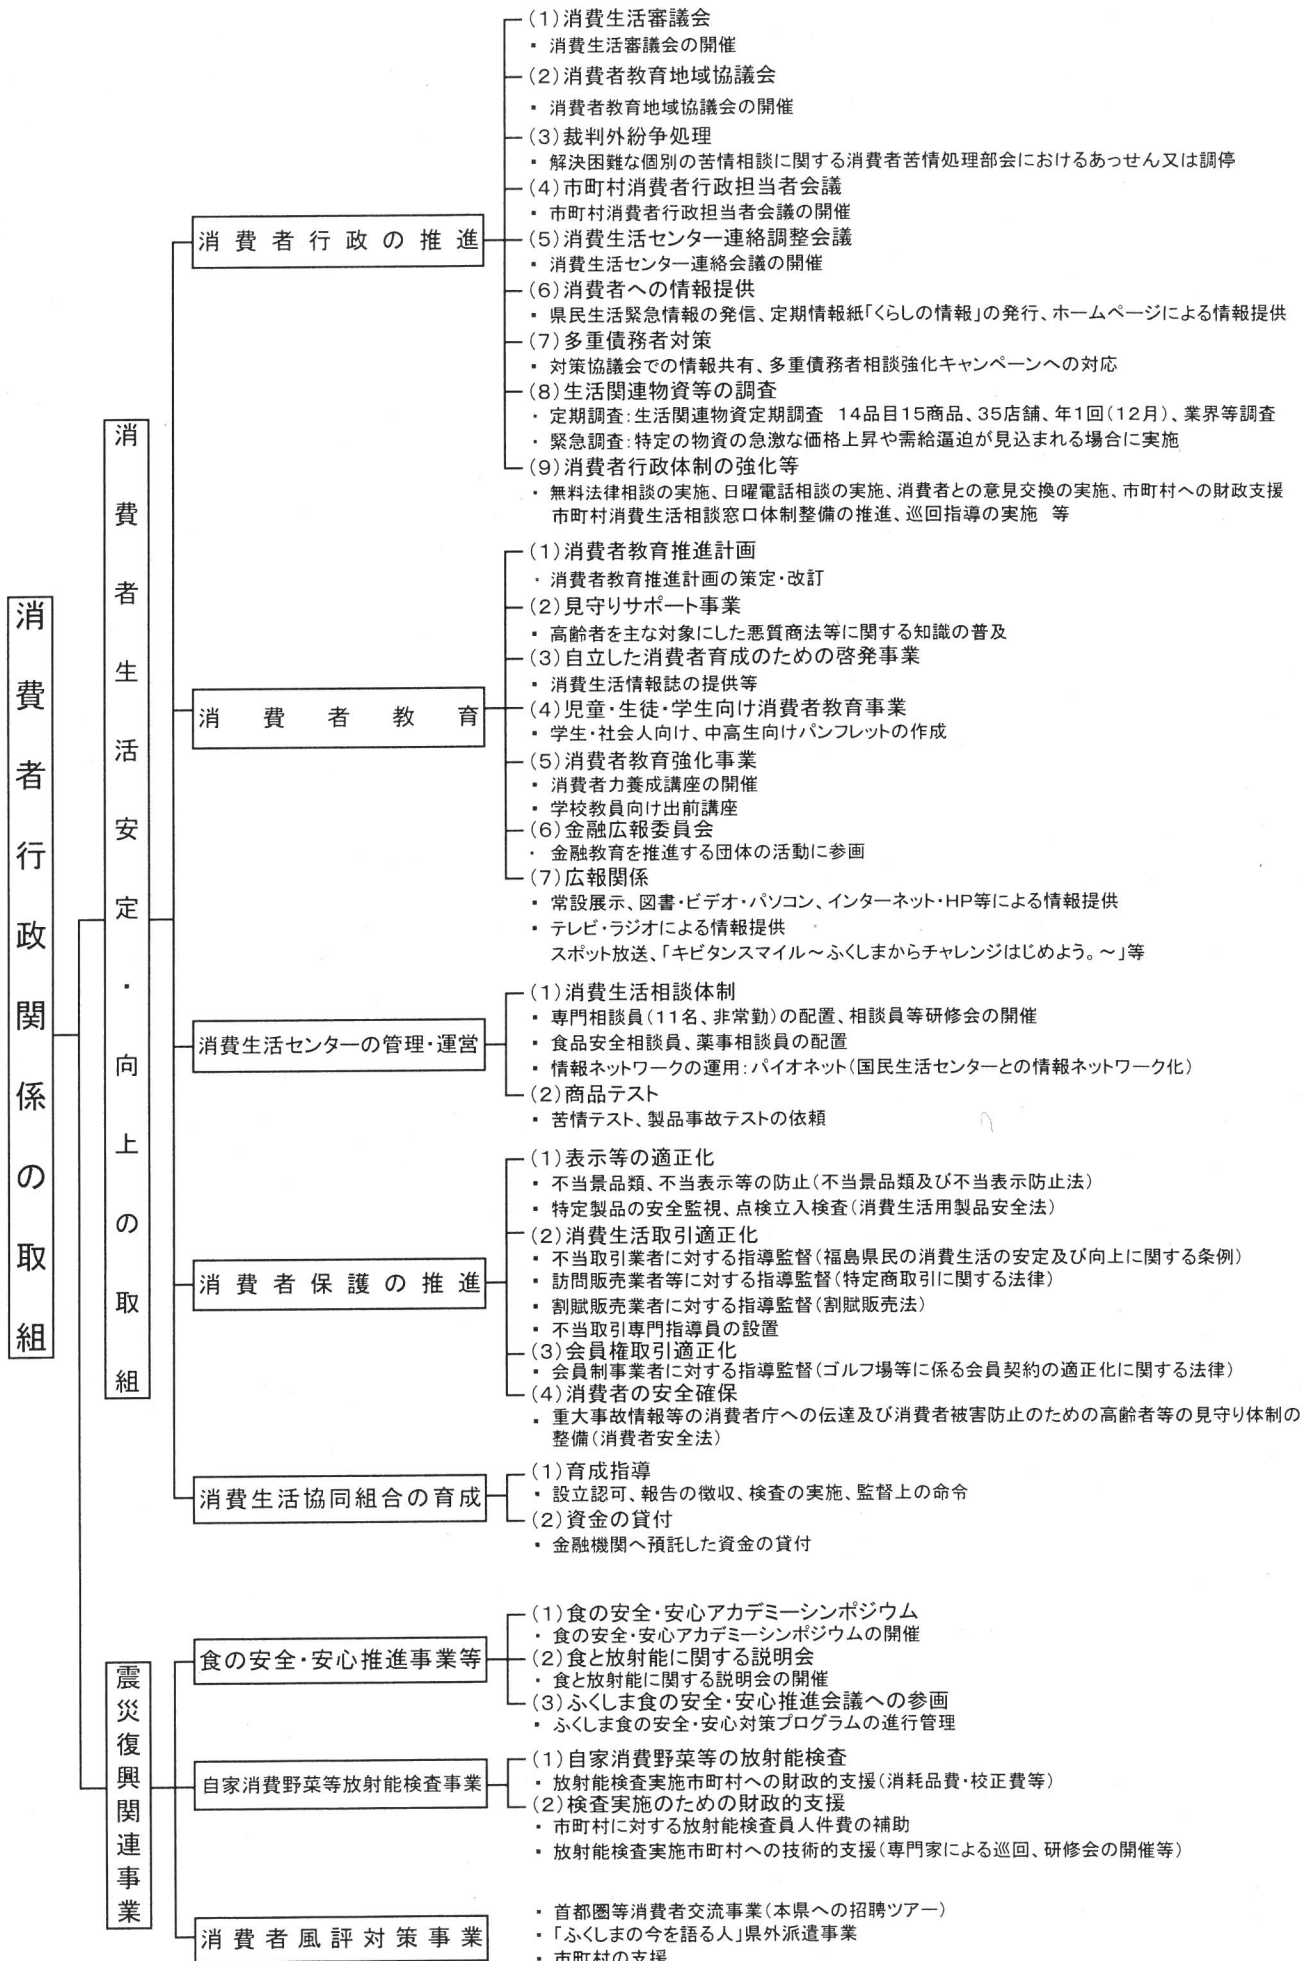 消費者行政関係の取組
消費者生活安定・向上の取組
消費者行政の推進
(1)消費生活審議会
・ 消費生活審議会の開催
(2)消費者教育地域協議会
・ 消費者教育地域協議会の開催
(3)裁判外紛争処理
・ 解決困難な個別の苦情相談に関する消費者苦情処理部会におけるあっせん又は調停
(4)市町村消費者行政担当者会議
・ 市町村消費者行政担当者会議の開催
(5)消費生活センター連絡調整会議
・ 消費生活センター連絡会議の開催
(6)消費者への情報提供
・ 県民生活緊急情報の発信、定期情報紙「くらしの情報」の発行、ホームページによる情報提供
(7)多重債務者対策
・ 対策協議会での情報共有、多重債務者相談強化キャンペーンへの対応
(8)生活関連物資等の調査
・ 定期調査:生活関連物資定期調査 14品目15商品、35店舗、年1回(12月)、業界等調査
・ 緊急調査:特定の物資の急激な価格上昇や需給逼迫が見込まれる場合に実施
(9)消費者行政体制の強化等
・ 無料法律相談の実施、日曜電話相談の実施、消費者との意見交換の実施、市町村への財政支援
市町村消費生活相談窓口体制整備の推進、巡回指導の実施 等
消費者教育
(1)消費者教育推進計画
・ 消費者教育推進計画の策定・改訂
(2)見守りサポート事業
・ 高齢者を主な対象にした悪質商法等に関する知識の普及
(3)自立した消費者育成のための啓発事業
・ 消費生活情報誌の提供等
(4)児童・生徒・学生向け消費者教育事業
・ 学生・社会人向け、中高生向けパンフレットの作成
(5)消費者教育強化事業
・ 消費者力養成講座の開催
・ 学校教員向け出前講座
(6)金融広報委員会
・ 金融教育を推進する団体の活動に参画
(7)広報関係
・ 常設展示、図書・ビデオ・パソコン、インターネット・HP等による情報提供
・ テレビ・ラジオによる情報提供
スポット放送、「キビタンスマイル～ふくしまからチャレンジはじめよう。～」等
消費生活センターの管理・運営
(1)消費生活相談体制
・ 専門相談員(11名、非常勤)の配置、相談員等研修会の開催
・ 食品安全相談員、薬事相談員の配置
・ 情報ネットワークの運用:パイオネット(国民生活センターとの情報ネットワーク化)
(2)商品テスト
・ 苦情テスト、製品事故テストの依頼
消費者保護の推進
(1)表示等の適正化
・ 不当景品類、不当表示等の防止(不当景品類及び不当表示防止法)
・ 特定製品の安全監視、点検立入検査(消費生活用製品安全法)
(2)消費生活取引適正化
・ 不当取引業者に対する指導監督(福島県民の消費生活の安定及び向上に関する条例)
・ 訪問販売業者等に対する指導監督(特定商取引に関する法律)
・ 割賦販売業者に対する指導監督(割賦販売法)
・ 不当取引専門指導員の設置
(3)会員権取引適正化
・ 会員制事業者に対する指導監督(ゴルフ場等に係る会員契約の適正化に関する法律)
(4)消費者の安全確保
・ 重大事故情報等の消費者庁への伝達及び消費者被害防止のための高齢者等の見守り体制の
整備(消費者安全法)
消費生活協同組合の育成
(1)育成指導
・ 設立認可、報告の徴収、検査の実施、監督上の命令
(2)資金の貸付
・ 金融機関へ預託した資金の貸付
震災復興関連事業
食の安全・安心推進事業等
(1)食の安全・安心アカデミーシンポジウム
・ 食の安全・安心アカデミーシンポジウムの開催
(2)食と放射能に関する説明会
・ 食と放射能に関する説明会の開催
(3)ふくしま食の安全・安心推進会議への参画
・ ふくしま食の安全・安心対策プログラムの進行管理
自家消費野菜等放射能検査事業
(1)自家消費野菜等の放射能検査
・ 放射能検査実施市町村への財政的支援(消耗品費・校正費等)
(2)検査実施のための財政的支援
・ 市町村に対する放射能検査員人件費の補助
・ 放射能検査実施市町村への技術的支援(専門家による巡回、研修会の開催等)
消費者風評対策事業
・ 首都圏等消費者交流事業(本県への招聘ツアー)
・ 「ふくしまの今を語る人」県外派遣事業
・ 市町村の支援